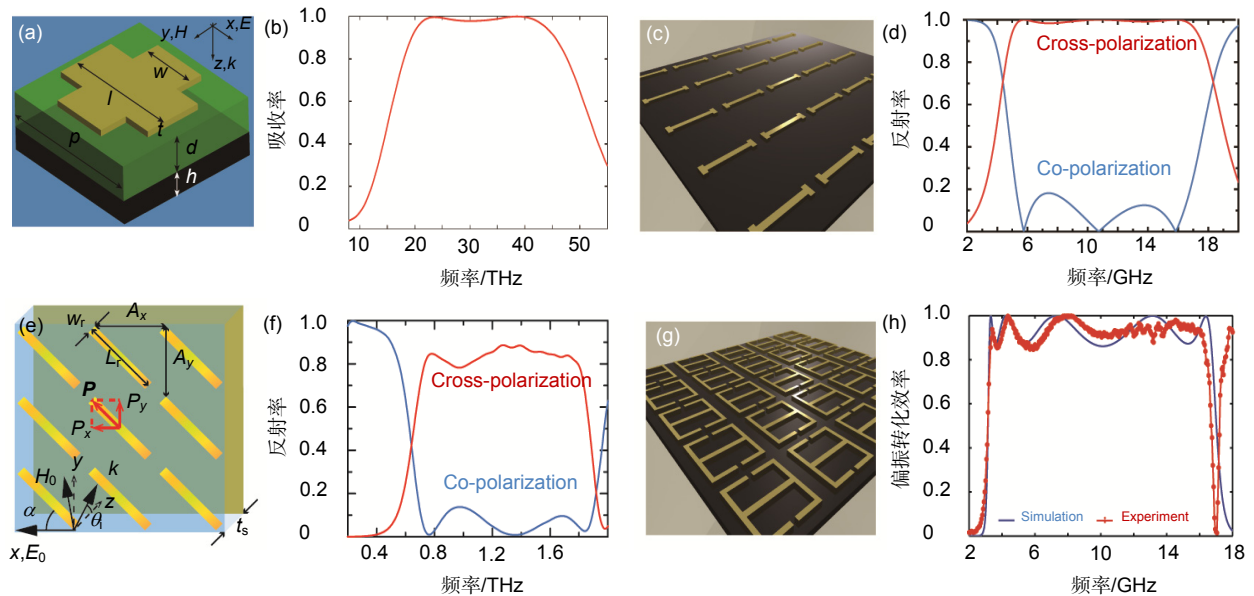 (a)
x,E
y,H
z,k
w
l
t
p
d
h
(b)
1.0
0.8
0.6
0.4
0.2
0
10 20 30 40 50
吸收率
频率/THz
(c)
(d)
1.0
0.8
0.6
0.4
0.2
0
2 6 10 14 18
Cross-polarization
Co-polarization
反射率
频率/GHz
(e)
wr
Ax
Lr
Ay
P
Py
Px
y
H0
k
z
α
θi
ts
x,E0
(f)
1.0
0.8
0.6
0.4
0.2
0
0.4 0.8 1.2 1.6
Cross-polarization
Co-polarization
反射率
频率/THz
(g)
(h)
1.0
0.8
0.6
0.4
0.2
0
2 6 10 14 18
Simulation Experiment
偏振转化效率
频率/GHz